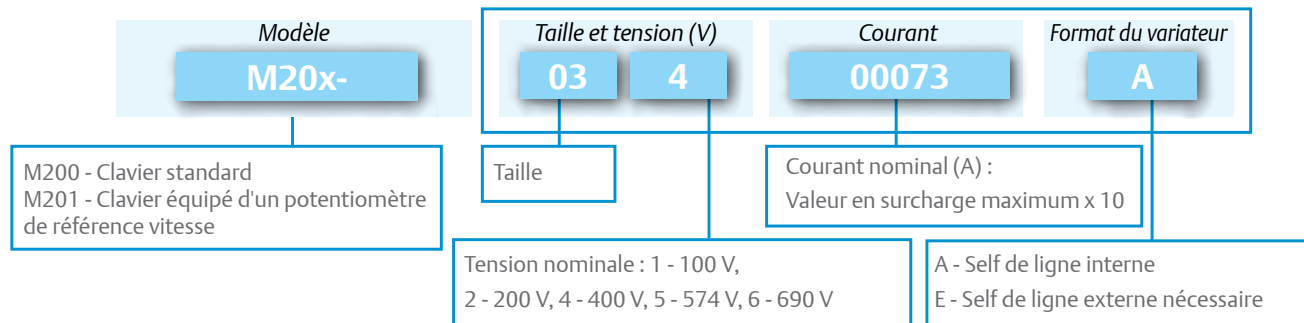 Modèle
Taille et tension (V)
Courant
Format du variateur
M20x-
03
4
00073
A
M200 - Clavier standard
M201 - Clavier équipé d'un potentiomètre
de référence vitesse
Taille
Courant nominal (A) :
Valeur en surcharge maximum x 10
Tension nominale : 1 - 100 V,
2 - 200 V, 4 - 400 V, 5 - 574 V, 6 - 690 V
A - Self de ligne interne
E - Self de ligne externe nécessaire